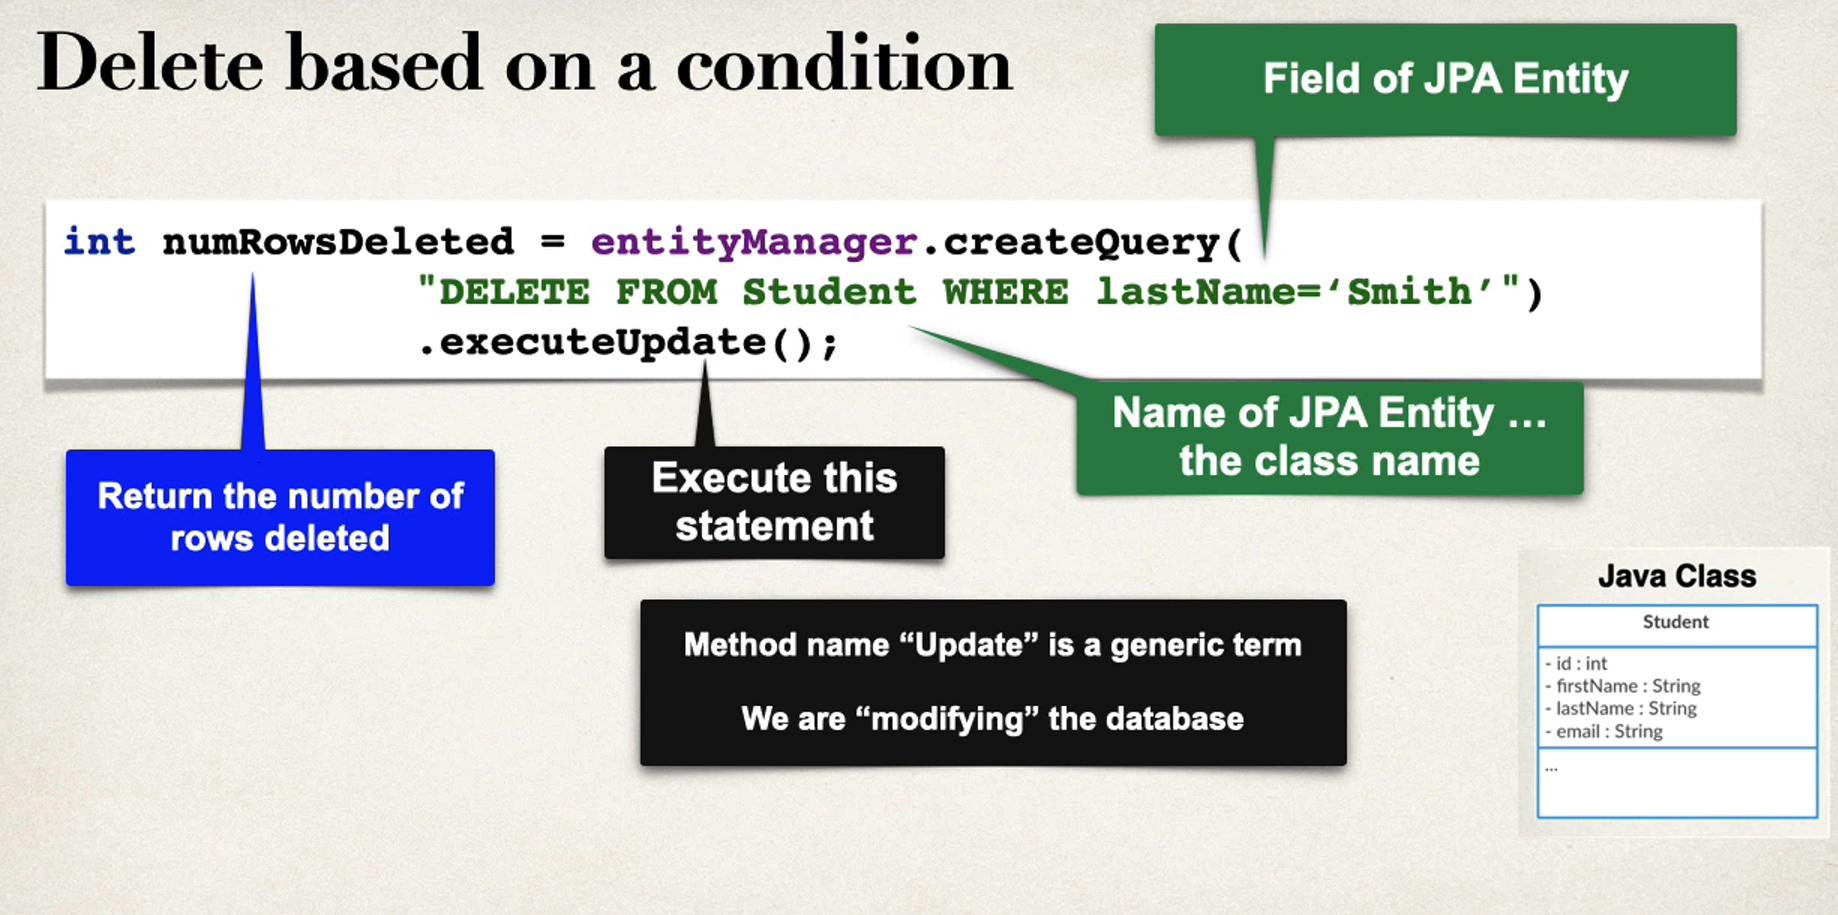 Delete based on a condition
Field of JPA Entity
int numRowsDeleted = entityManager.createQuery(
"DELETE FROM Student WHERE lastName=‘Smith’")
.executeUpdate();
Name of JPA Entity ...
the class name
Return the number of
rows deleted
Execute this
statement
Method name “Update” is a generic term
We are “modifying” the database
Java Class
Student
- id : int
- firstName : String
- lastName : String
- email : String
...